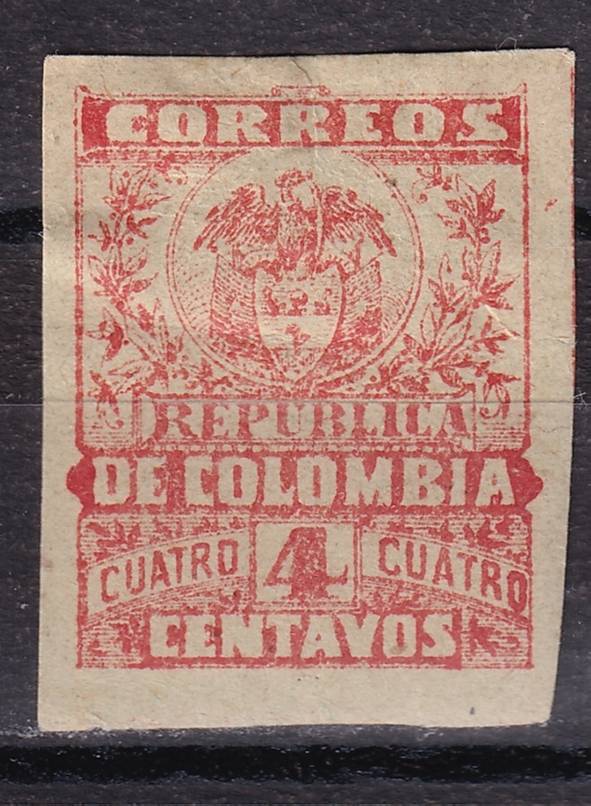 CORREOS
REPUBLICA
DE COLOMBIA
CUATRO 4 CUATRO
CENTAVOS